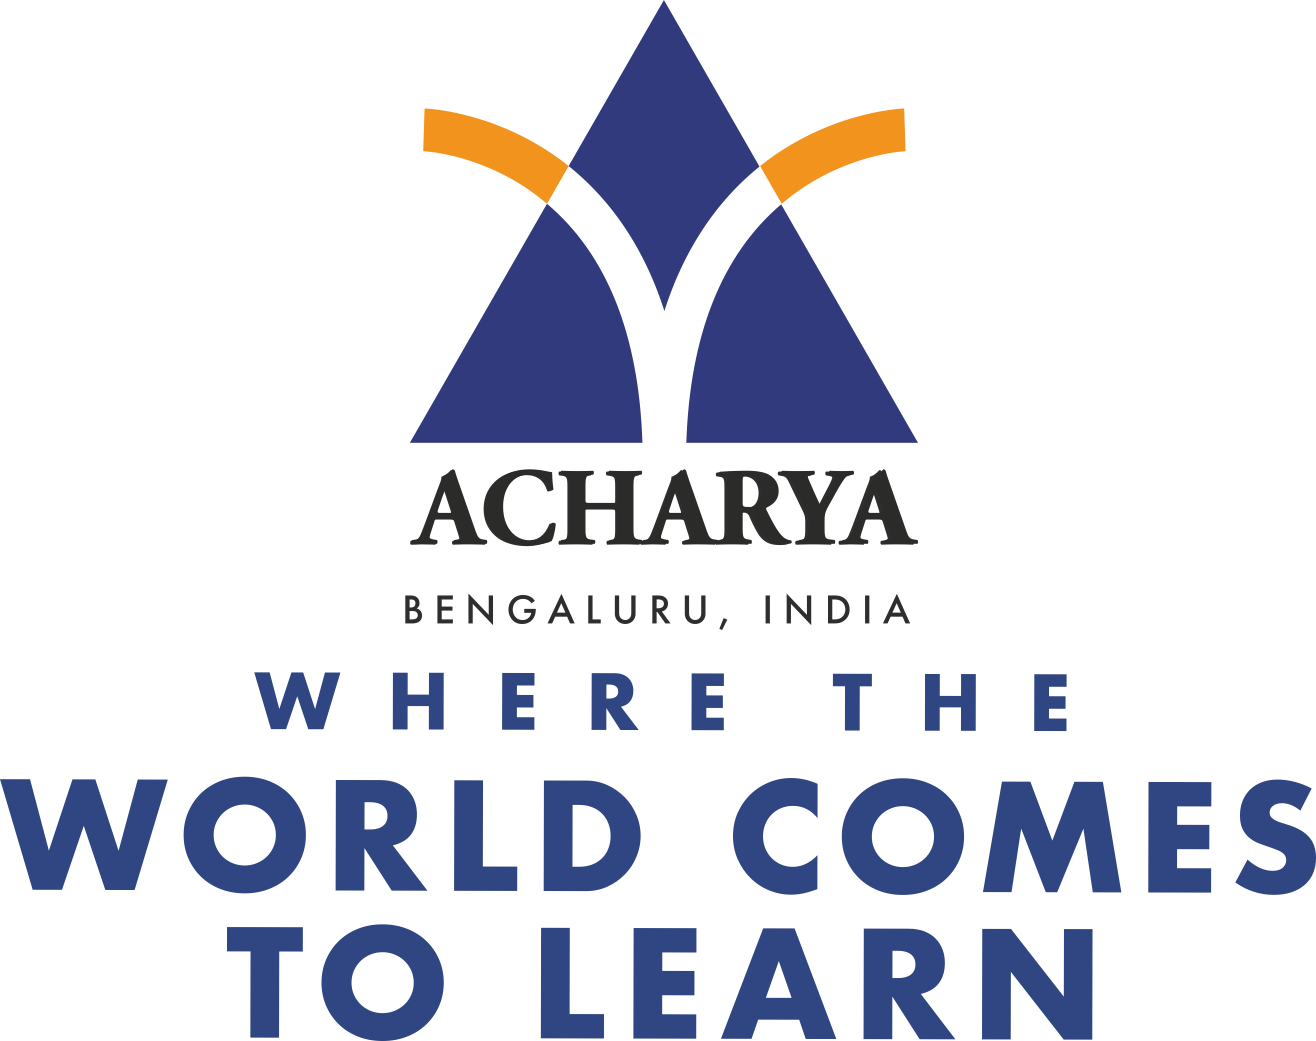 ACHARYA
BENGALURU, INDIA
WHERE THE
WORLD COMES
TO LEARN